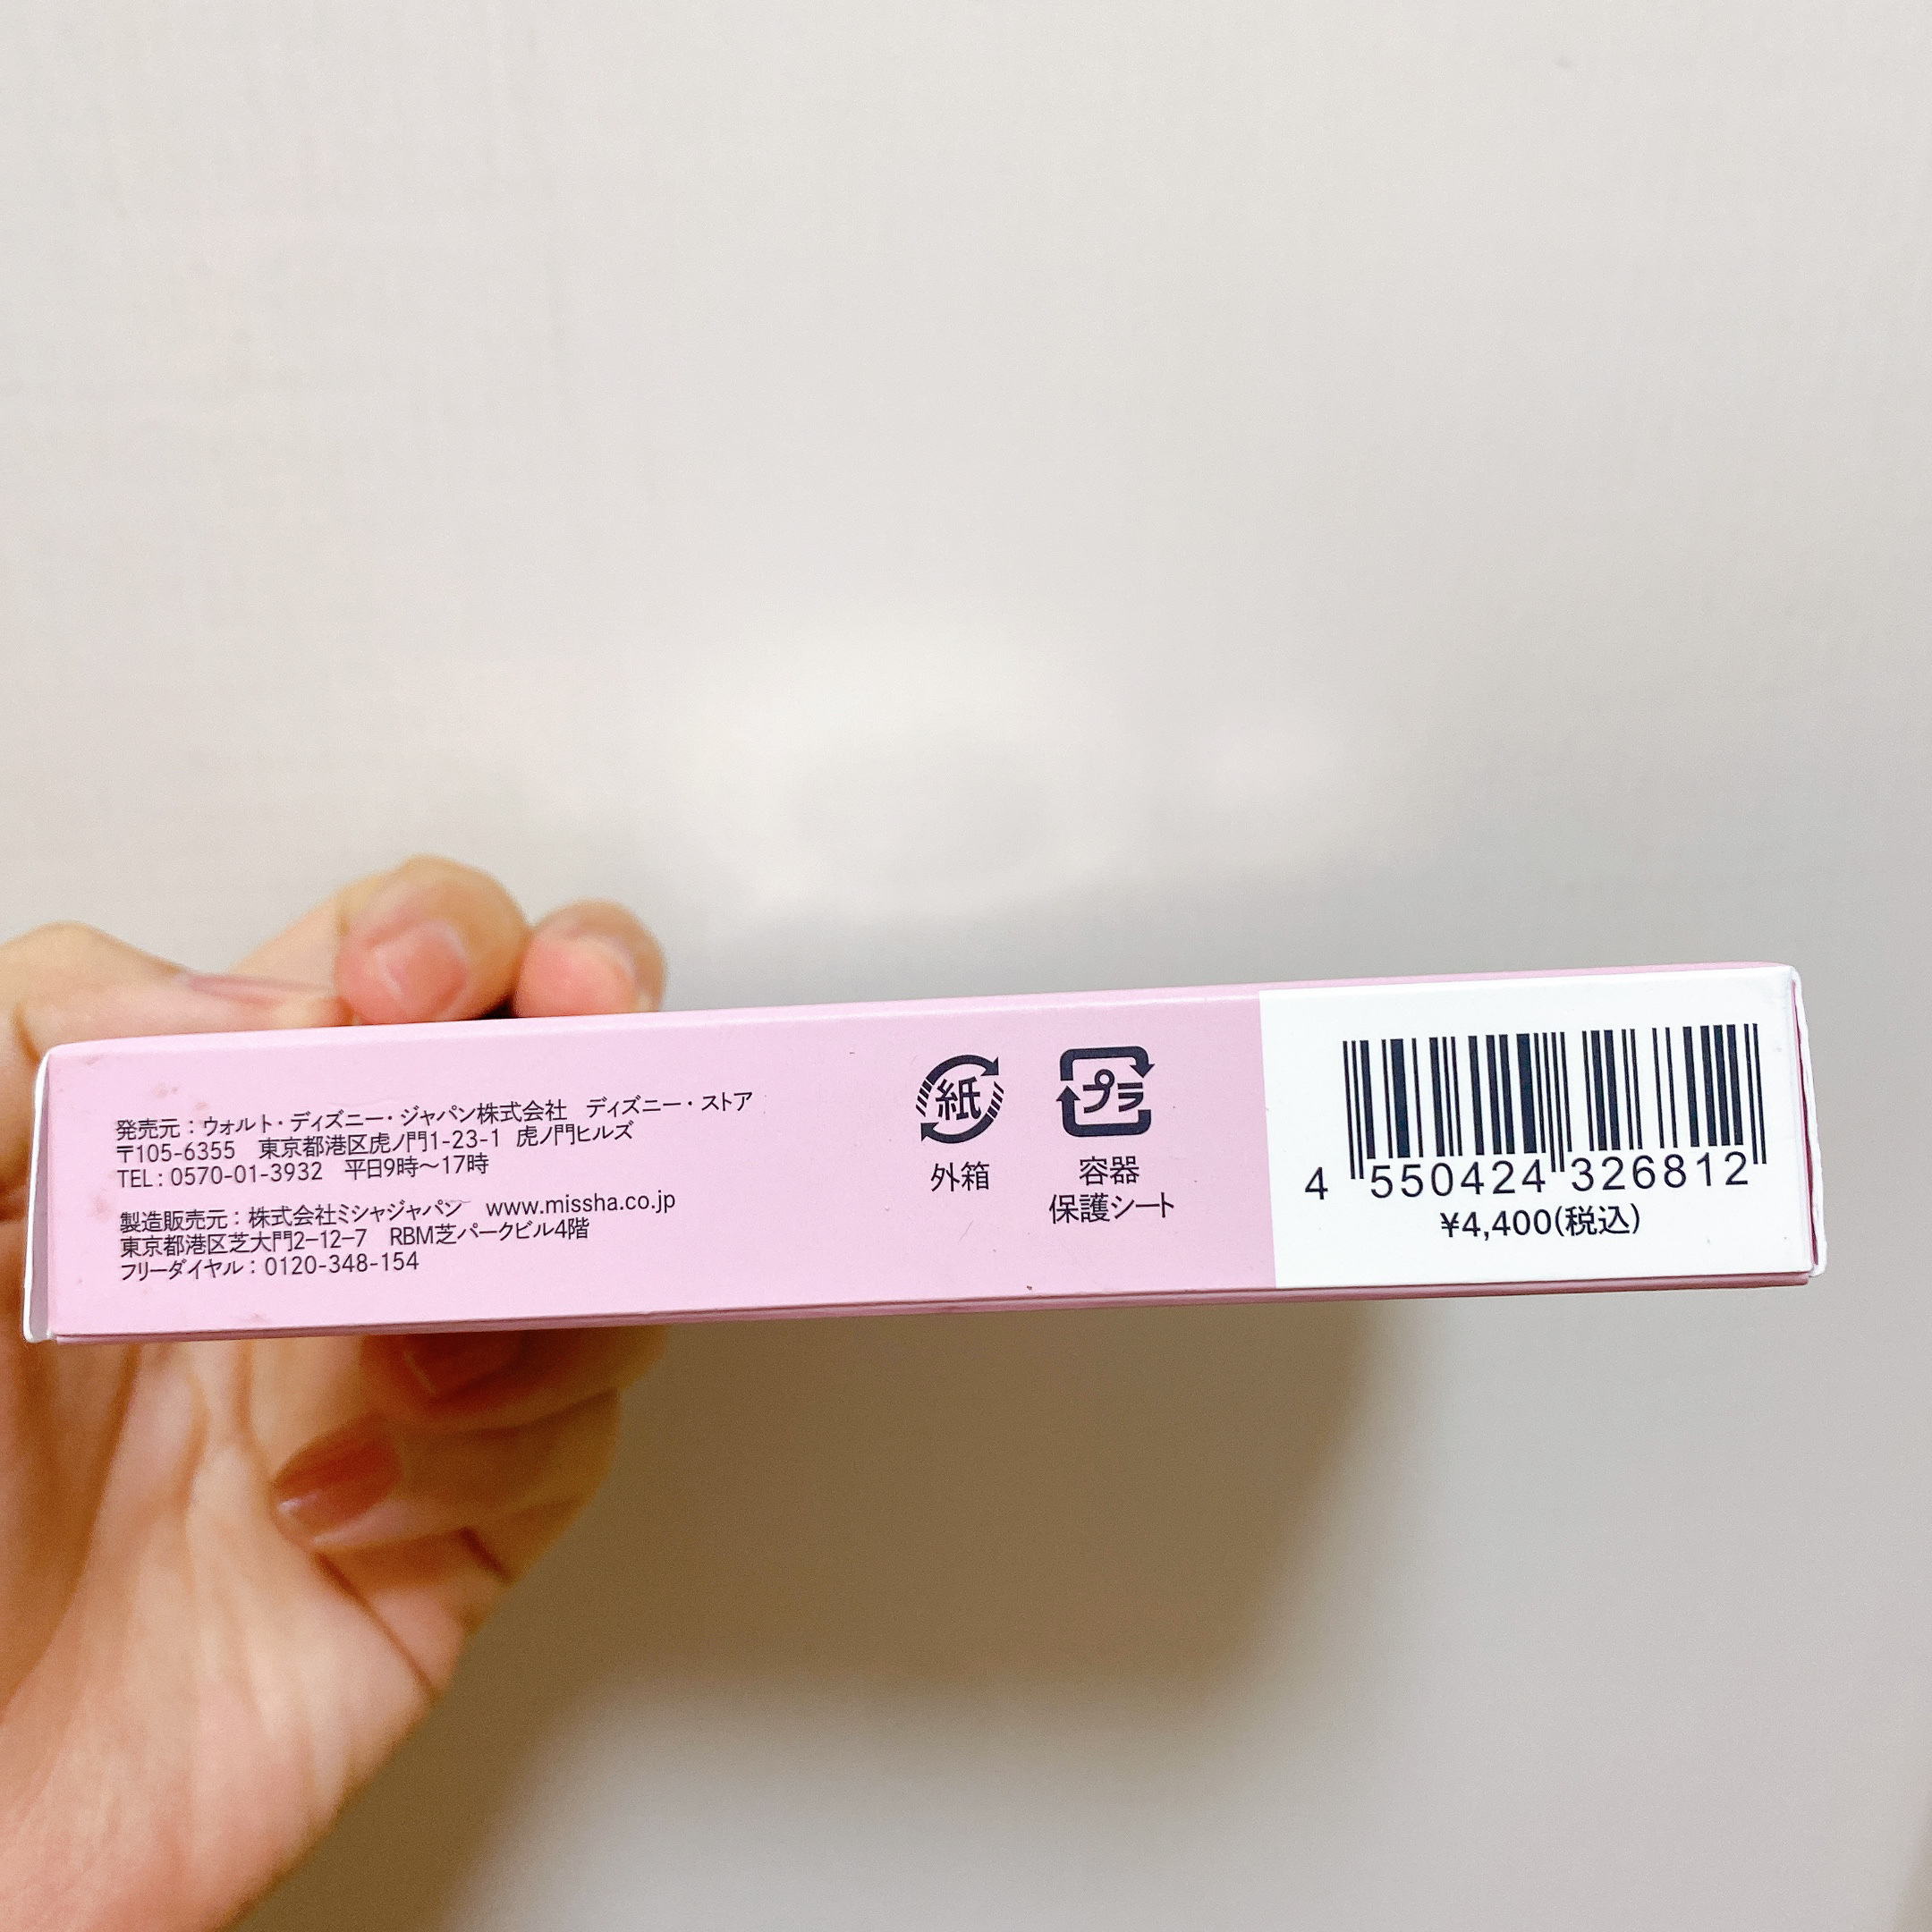 発売元：ウォルト・ディズニー・ジャパン株式会社　ディズニー・ストア
〒105-6355　東京都港区虎ノ門1-23-1　虎ノ門ヒルズ
TEL：0570-01-3932　平日9時～17時
製造販売元：株式会社ミシャジャパン　www.missha.co.jp
東京都港区芝大門2-12-7　RBM芝パークビル4階
フリーダイヤル：0120-348-154
紙
外箱
プラ
容器
保護シート
4 550424 326812
¥4,400(税込)